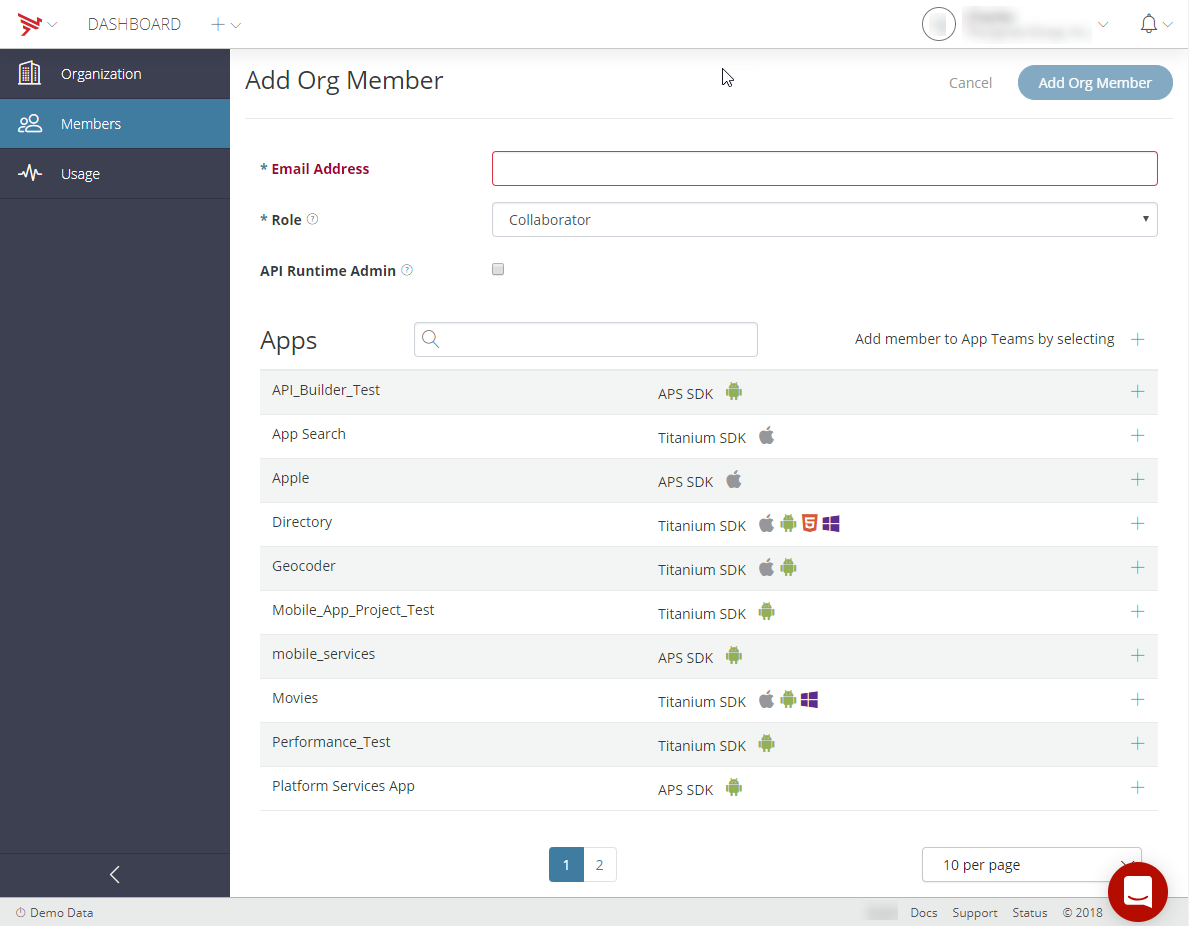 DASHBOARD
Organization
Members
Usage
Add Org Member
Cancel
Add Org Member
* Email Address
* Role ?
Collaborator
API Runtime Admin ?
Apps
Add member to App Teams by selecting +
API_Builder_Test APS SDK +
App Search Titanium SDK +
Apple APS SDK +
Directory Titanium SDK 5 +
Geocoder Titanium SDK +
Mobile_App_Project_Test Titanium SDK +
mobile_services APS SDK +
Movies Titanium SDK +
Performance_Test Titanium SDK +
Platform Services App APS SDK +
1 2
10 per page
Demo Data
Docs Support Status © 2018